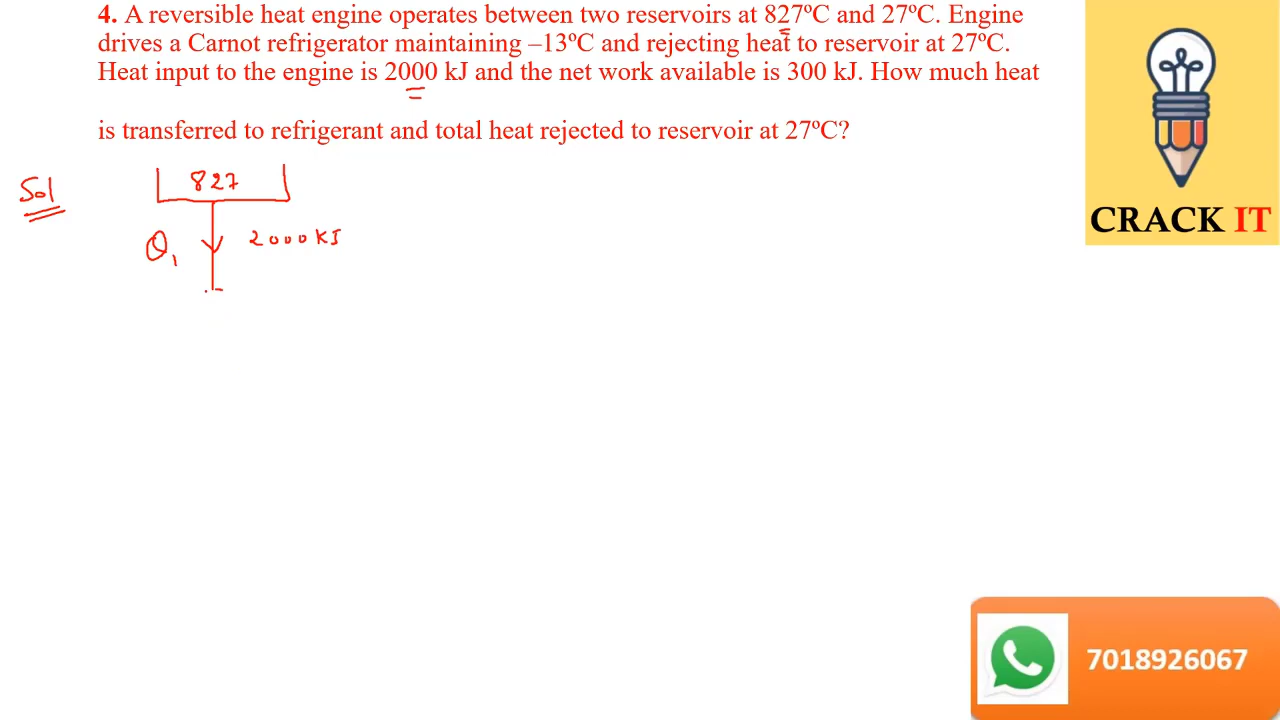 4. A reversible heat engine operates between two reservoirs at 827ºC and 27ºC. Engine
drives a Carnot refrigerator maintaining –13ºC and rejecting heat to reservoir at 27ºC.
Heat input to the engine is 2000 kJ and the net work available is 300 kJ. How much heat
is transferred to refrigerant and total heat rejected to reservoir at 27ºC?
Sol
827
Q1 2000 KJ
CRACK IT
7018926067